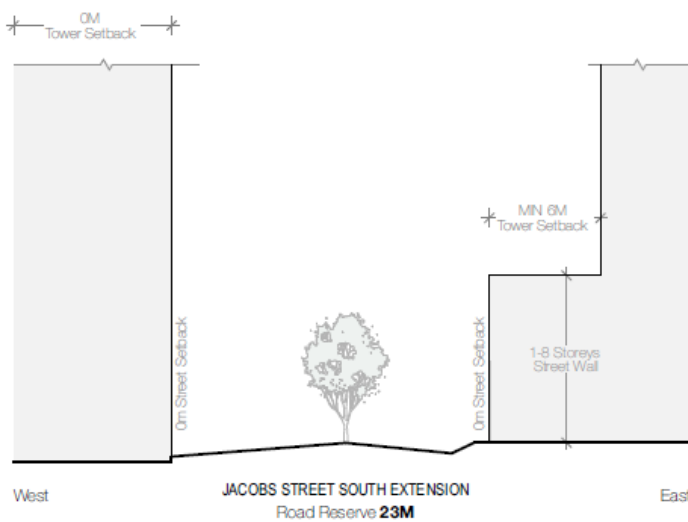 0M
Tower Setback
MIN 6M
Tower Setback
0m Street Setback
0m Street Setback
1-8 Storeys
Street Wall
West
JACOBS STREET SOUTH EXTENSION
Road Reserve 23M
East